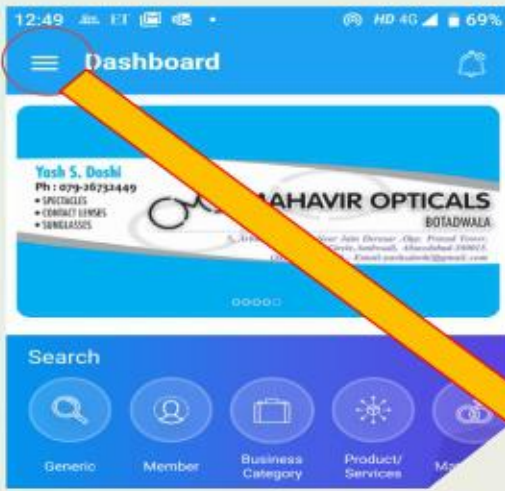 12:49
HD 4G 69%
Dashboard
Yash S. Doshi
Ph : 079-26732449
• SPECTACLES
• CONTACT LENSES
• SUNGLASSES
AHAVIR OPTICALS
BOTADWALA
Search
Generic
Member
Business
Category
Product/
Services